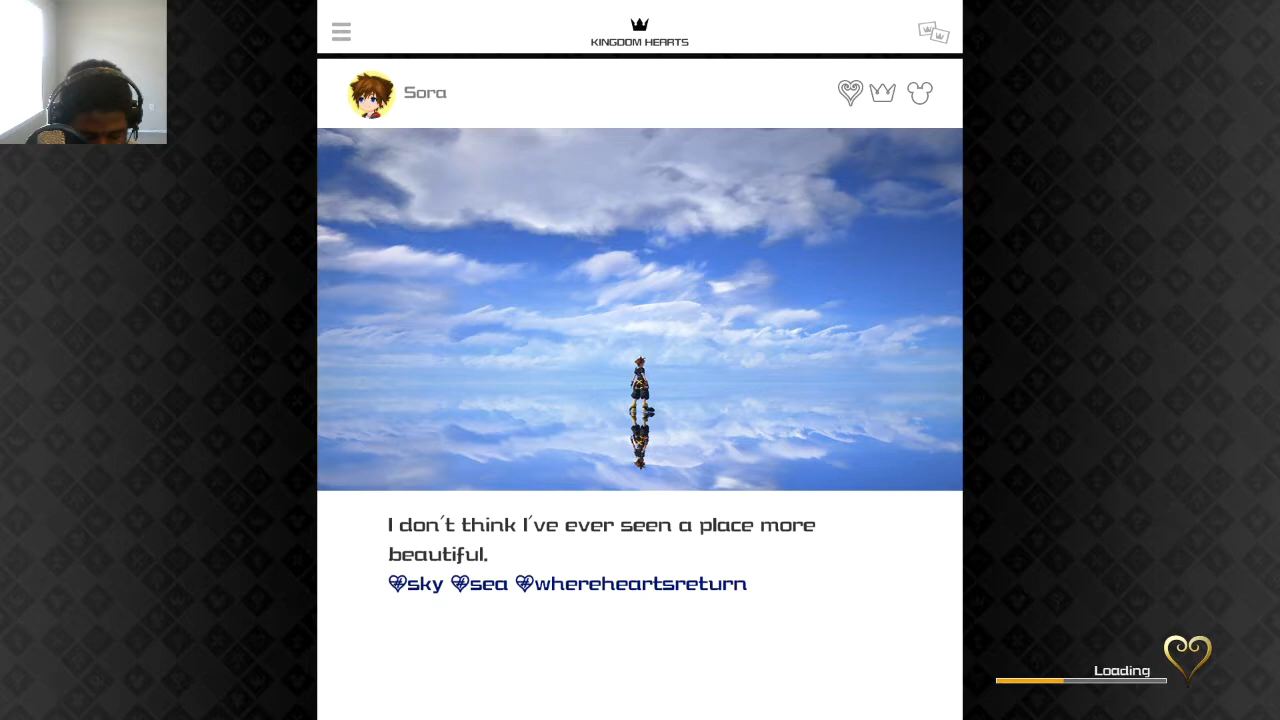 KINGDOM HEARTS
Sora
I don't think I've ever seen a place more
beautiful.
#sky #sea #whereheartsreturn
Loading